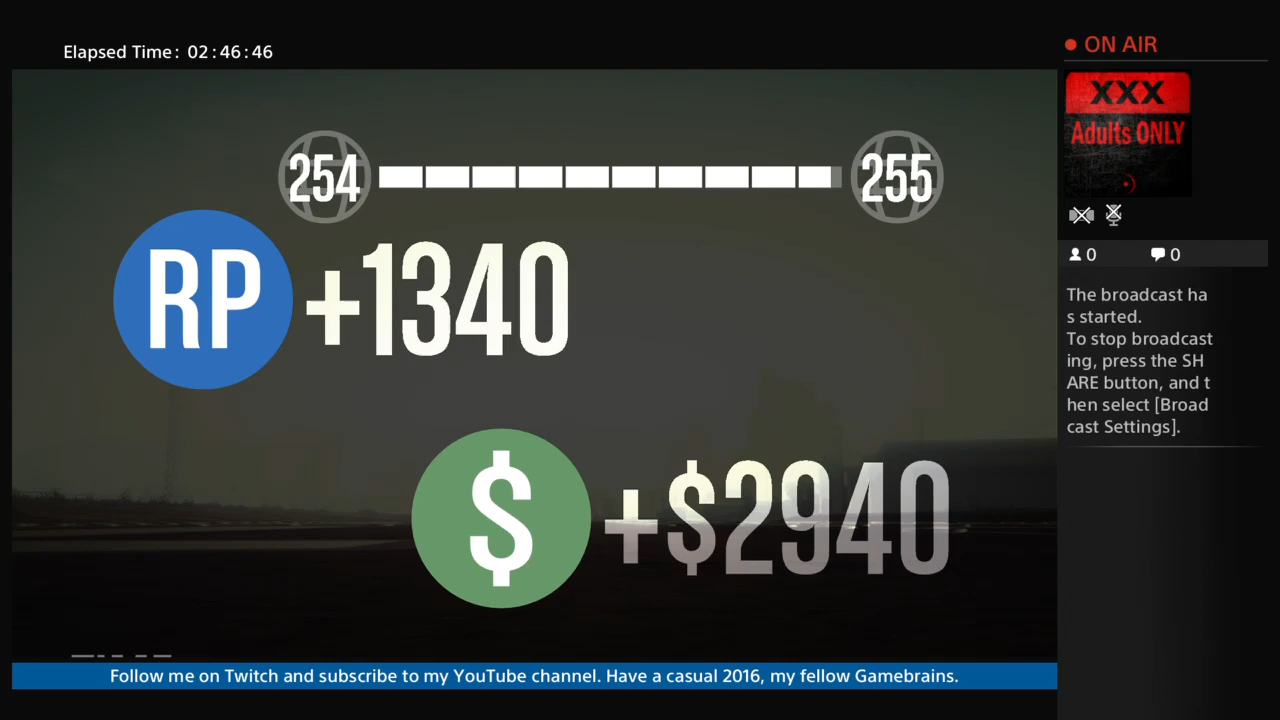 Elapsed Time: 02:46:46
ON AIR
XXX
Adults ONLY
254
255
RP +1340
0
0
The broadcast ha
s started.
To stop broadcast
ing, press the SH
ARE button, and t
hen select [Broad
cast Settings].
$ +$2940
Follow me on Twitch and subscribe to my YouTube channel. Have a casual 2016, my fellow Gamebrains.